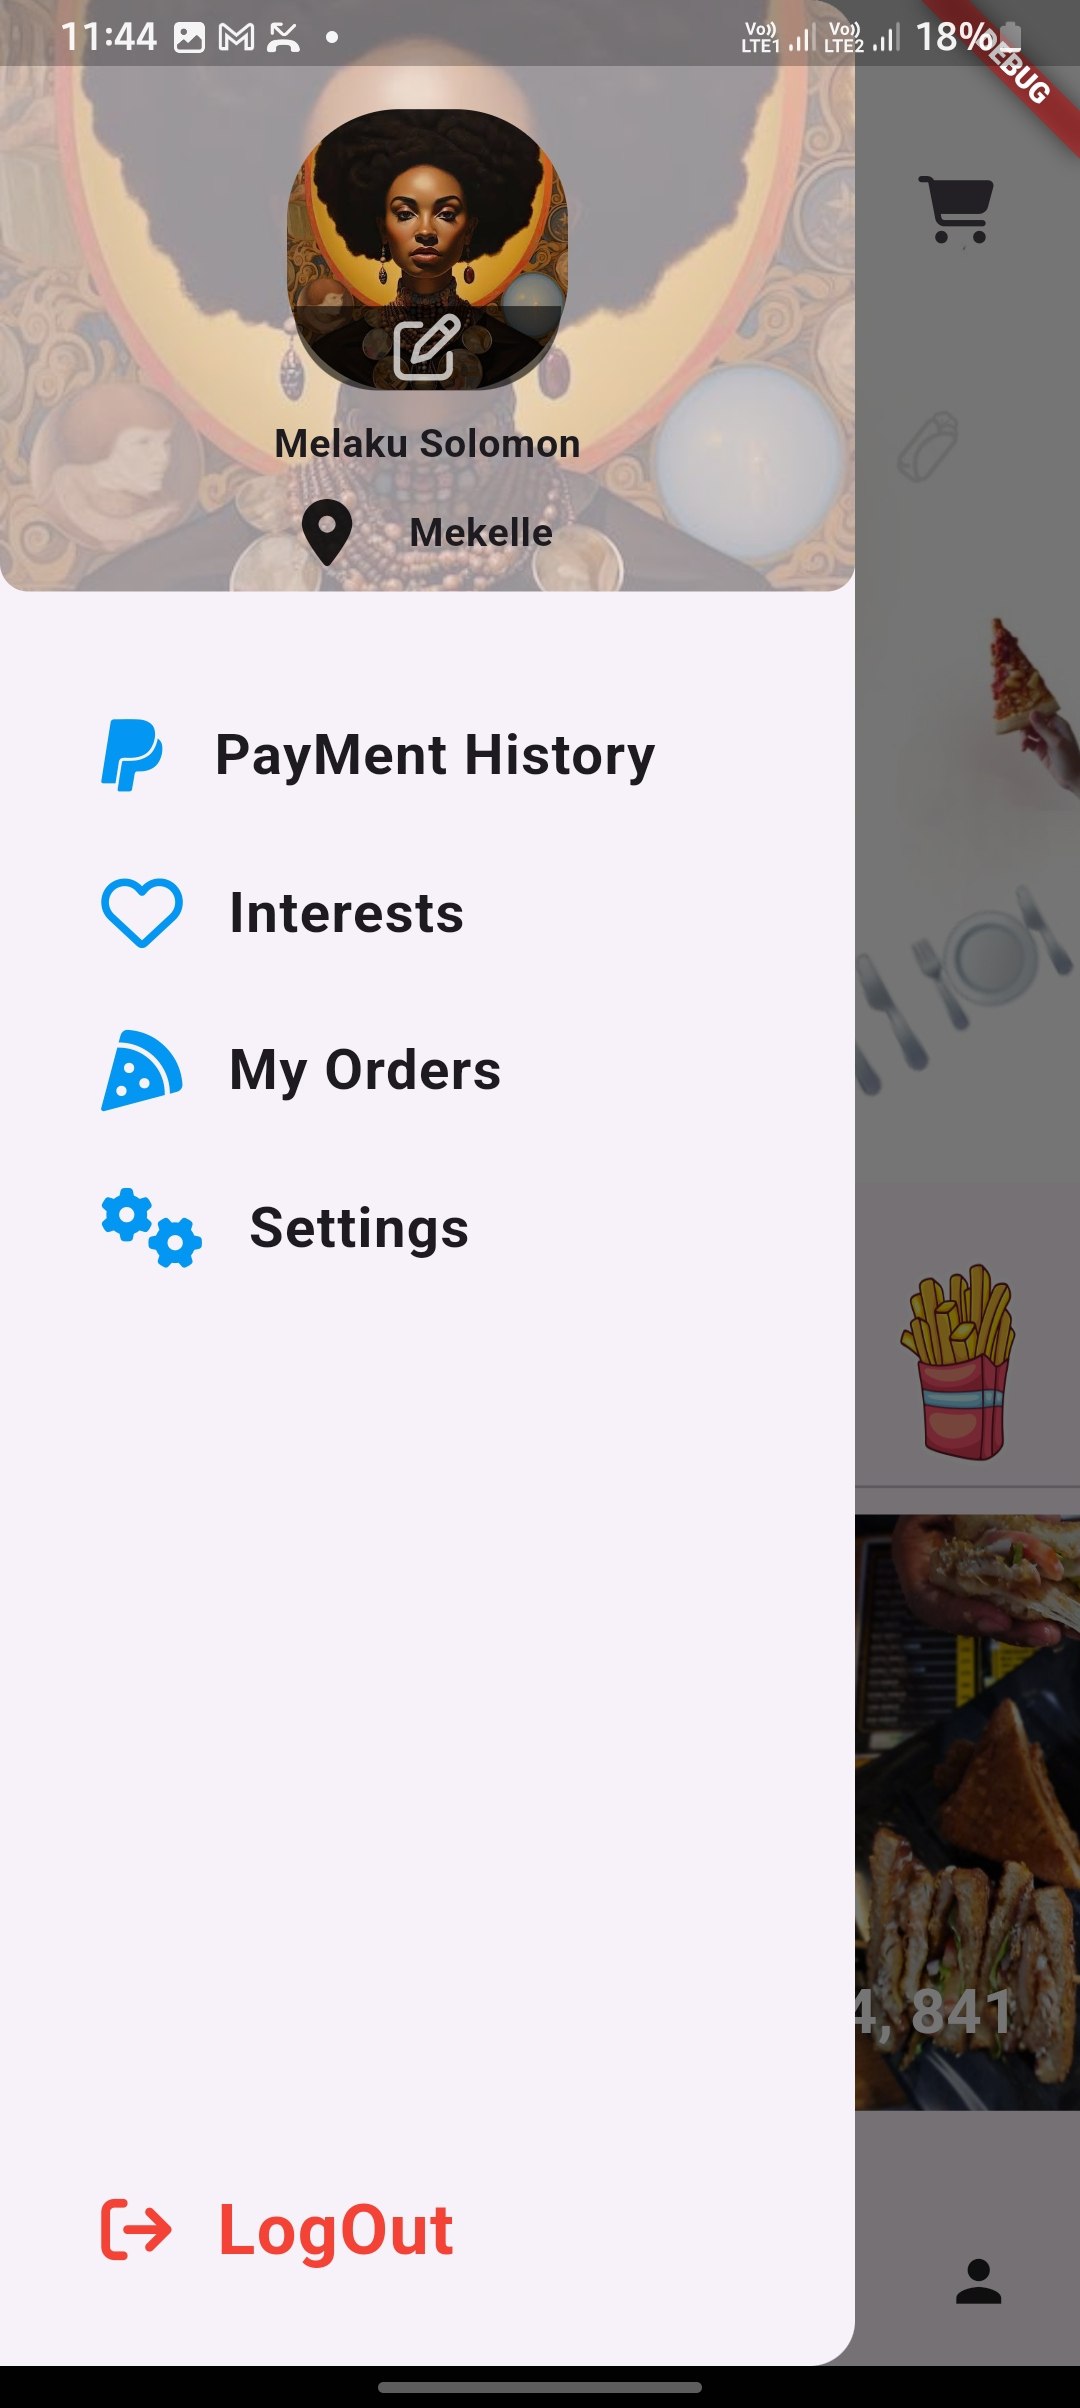 11:44
Vo)) LTE1 Vo)) LTE2 18%
DEBUG
Melaku Solomon
Mekelle
PayMent History
Interests
My Orders
Settings
4, 841
LogOut